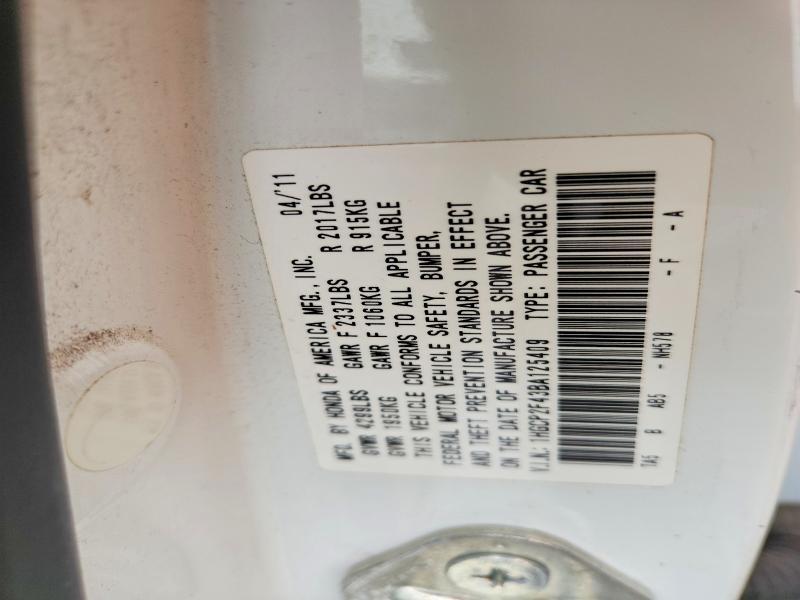 MFD. BY HONDA OF AMERICA MFG., INC. 04/'11
GVWR 4299LBS GAWR F 2337LBS R 2017LBS
GVWR 1950KG GAWR F 1060KG R 915KG
THIS VEHICLE CONFORMS TO ALL APPLICABLE
FEDERAL MOTOR VEHICLE SAFETY, BUMPER,
AND THEFT PREVENTION STANDARDS IN EFFECT
ON THE DATE OF MANUFACTURE SHOWN ABOVE.
V.I.N.: 1HGCP2F43BA125409 TYPE: PASSENGER CAR
TA5 B AB5 - NH578 - F - A